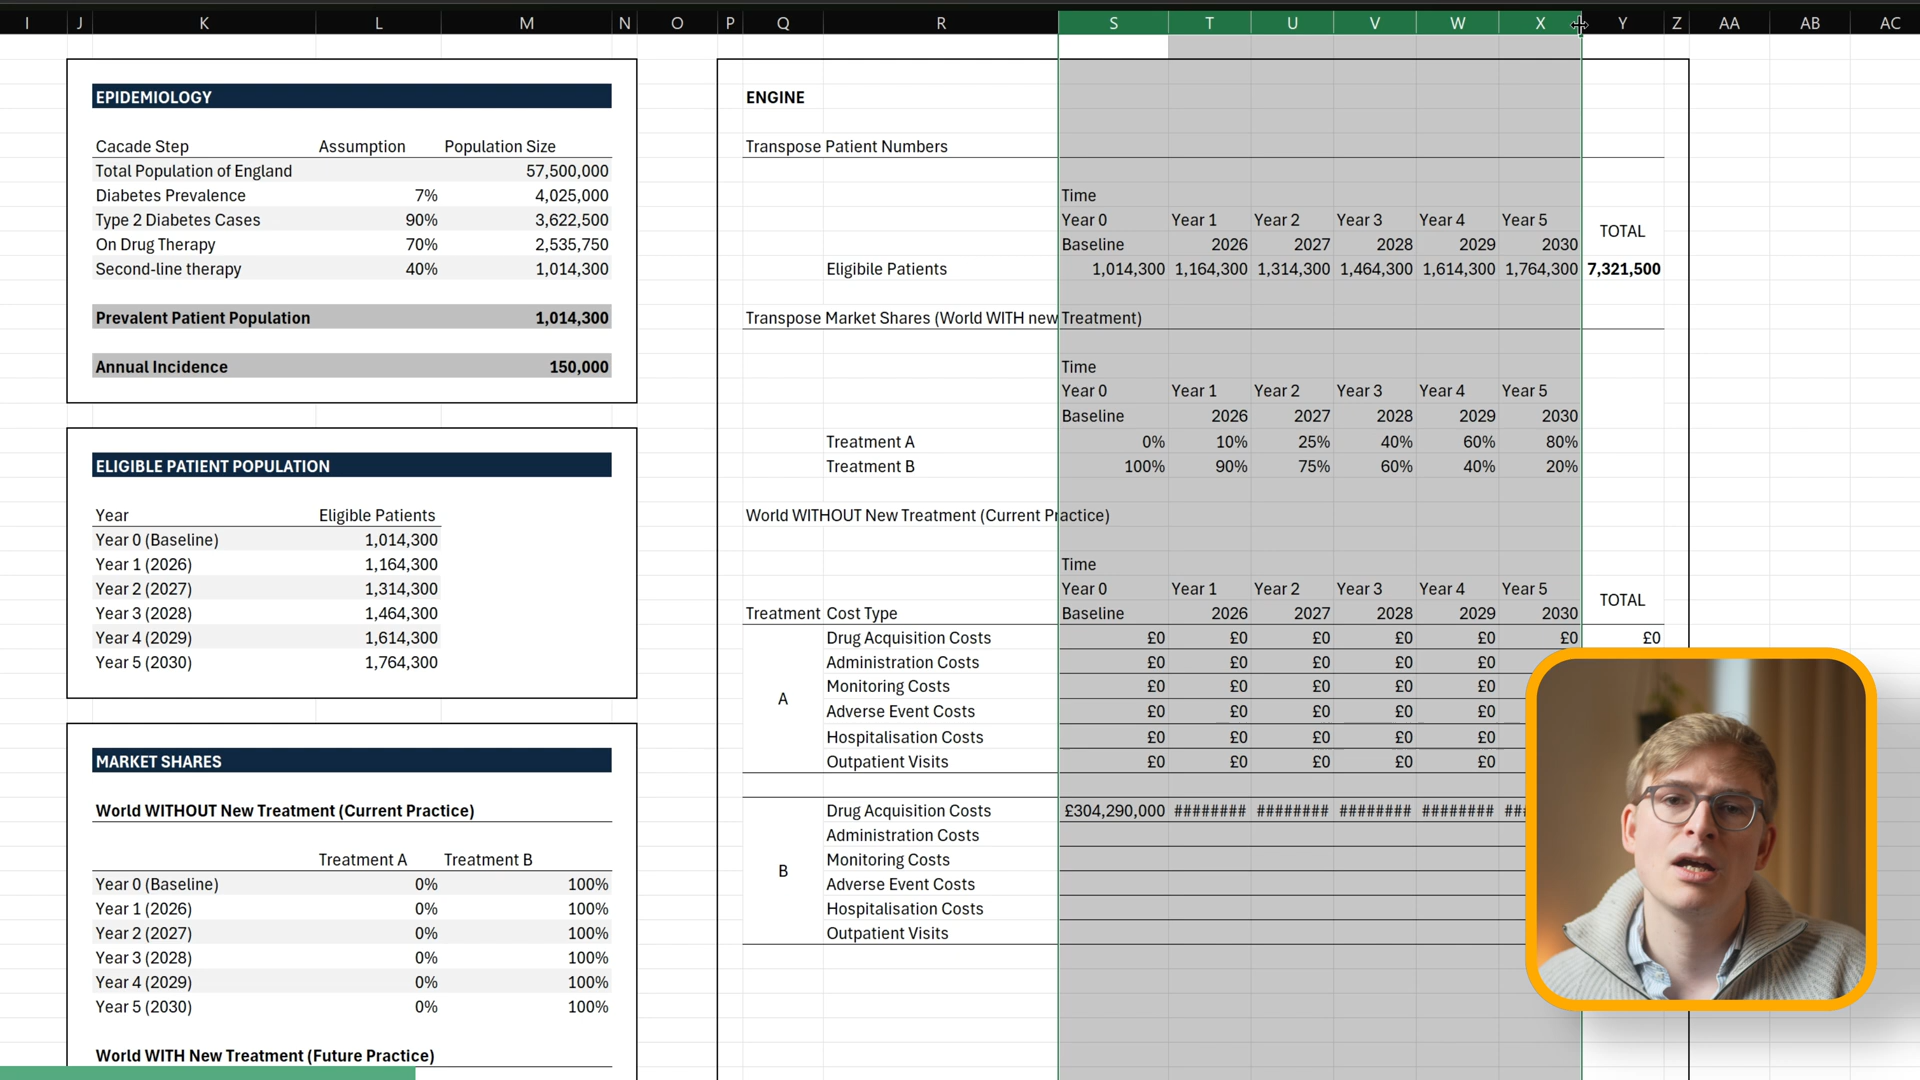 I J K L M N O P Q R S T U V W X Y Z AA AB AC
EPIDEMIOLOGY
Cacade Step Assumption Population Size
Total Population of England 57,500,000
Diabetes Prevalence 7% 4,025,000
Type 2 Diabetes Cases 90% 3,622,500
On Drug Therapy 70% 2,535,750
Second-line therapy 40% 1,014,300
Prevalent Patient Population 1,014,300
Annual Incidence 150,000
ELIGIBLE PATIENT POPULATION
Year Eligible Patients
Year 0 (Baseline) 1,014,300
Year 1 (2026) 1,164,300
Year 2 (2027) 1,314,300
Year 3 (2028) 1,464,300
Year 4 (2029) 1,614,300
Year 5 (2030) 1,764,300
MARKET SHARES
World WITHOUT New Treatment (Current Practice)
Treatment A Treatment B
Year 0 (Baseline) 0% 100%
Year 1 (2026) 0% 100%
Year 2 (2027) 0% 100%
Year 3 (2028) 0% 100%
Year 4 (2029) 0% 100%
Year 5 (2030) 0% 100%
World WITH New Treatment (Future Practice)
ENGINE
Transpose Patient Numbers
Time
Year 0 Year 1 Year 2 Year 3 Year 4 Year 5
TOTAL
Baseline 2026 2027 2028 2029 2030
Eligible Patients 1,014,300 1,164,300 1,314,300 1,464,300 1,614,300 1,764,300 7,321,500
Transpose Market Shares (World WITH new Treatment)
Time
Year 0 Year 1 Year 2 Year 3 Year 4 Year 5
Baseline 2026 2027 2028 2029 2030
Treatment A 0% 10% 25% 40% 60% 80%
Treatment B 100% 90% 75% 60% 40% 20%
World WITHOUT New Treatment (Current Practice)
Time
Year 0 Year 1 Year 2 Year 3 Year 4 Year 5
TOTAL
Treatment Cost Type Baseline 2026 2027 2028 2029 2030
Drug Acquisition Costs £0 £0 £0 £0 £0 £0 £0
Administration Costs £0 £0 £0 £0 £0
Monitoring Costs £0 £0 £0 £0 £0
A
Adverse Event Costs £0 £0 £0 £0 £0
Hospitalisation Costs £0 £0 £0 £0 £0
Outpatient Visits £0 £0 £0 £0 £0
Drug Acquisition Costs £304,290,000 ######## ######## ######## ######## ###
Administration Costs
Monitoring Costs
B
Adverse Event Costs
Hospitalisation Costs
Outpatient Visits